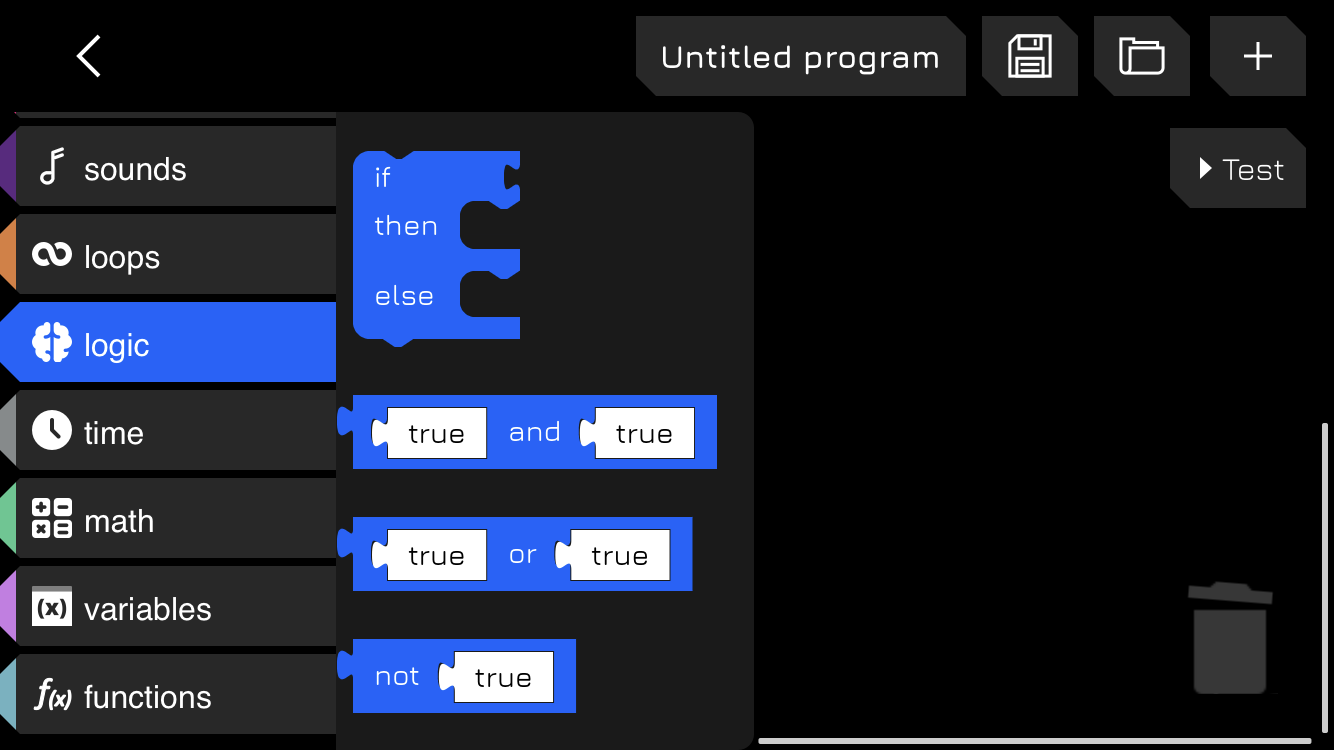 Untitled program
Test
sounds
loops
logic
time
math
(x) variables
f(x) functions
if
then
else
true and true
true or true
not true